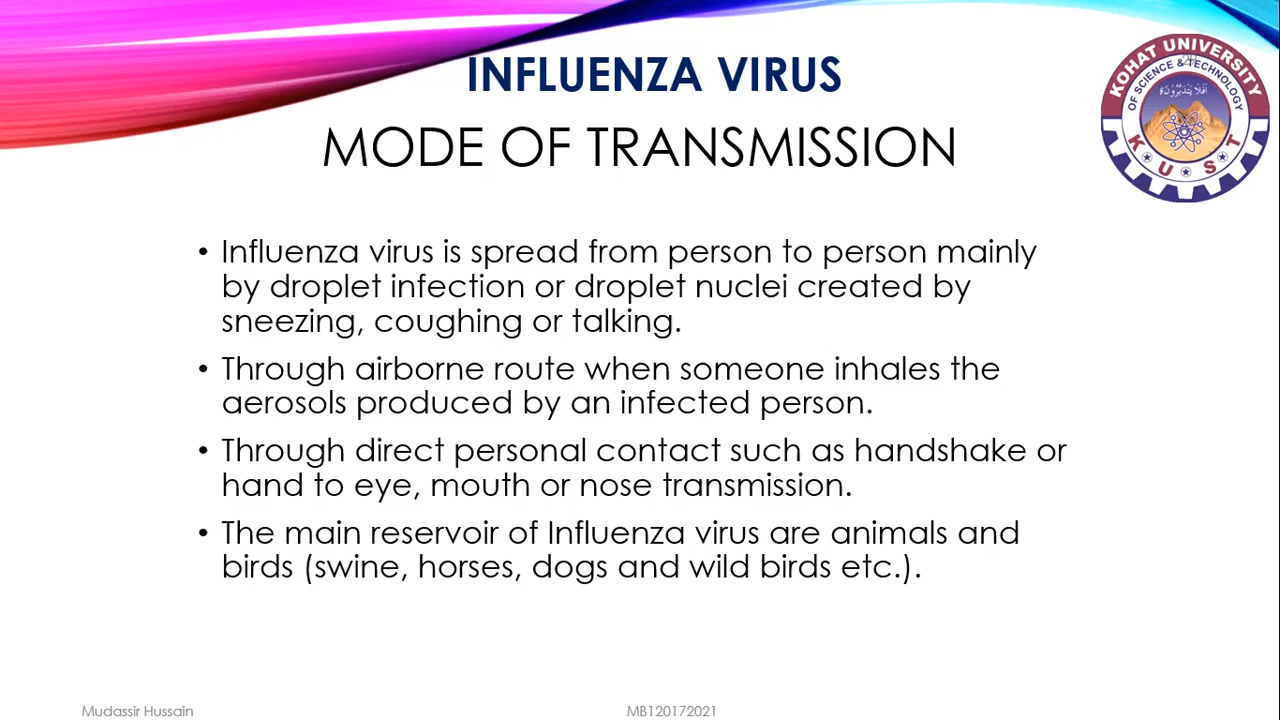 INFLUENZA VIRUS
MODE OF TRANSMISSION
KOHAT UNIVERSITY
OF SCIENCE & TECHNOLOGY
K U S T
• Influenza virus is spread from person to person mainly
by droplet infection or droplet nuclei created by
sneezing, coughing or talking.
• Through airborne route when someone inhales the
aerosols produced by an infected person.
• Through direct personal contact such as handshake or
hand to eye, mouth or nose transmission.
• The main reservoir of Influenza virus are animals and
birds (swine, horses, dogs and wild birds etc.).
Mudassir Hussain
MB120172021